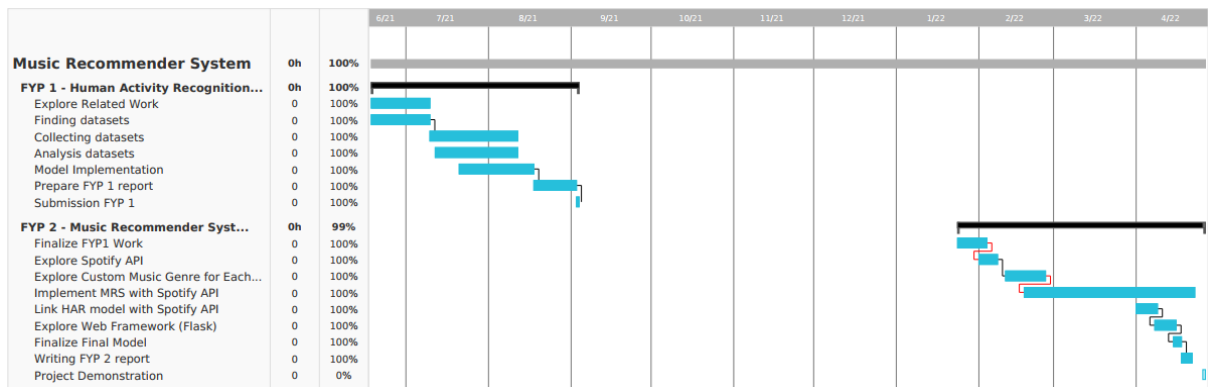 6/21 7/21 8/21 9/21 10/21 11/21 12/21 1/22 2/22 3/22 4/22
Music Recommender System 0h 100%
FYP 1 - Human Activity Recognition... 0h 100%
Explore Related Work 0 100%
Finding datasets 0 100%
Collecting datasets 0 100%
Analysis datasets 0 100%
Model Implementation 0 100%
Prepare FYP 1 report 0 100%
Submission FYP 1 0 100%
FYP 2 - Music Recommender Syst... 0h 99%
Finalize FYP1 Work 0 100%
Explore Spotify API 0 100%
Explore Custom Music Genre for Each... 0 100%
Implement MRS with Spotify API 0 100%
Link HAR model with Spotify API 0 100%
Explore Web Framework (Flask) 0 100%
Finalize Final Model 0 100%
Writing FYP 2 report 0 100%
Project Demonstration 0 0%